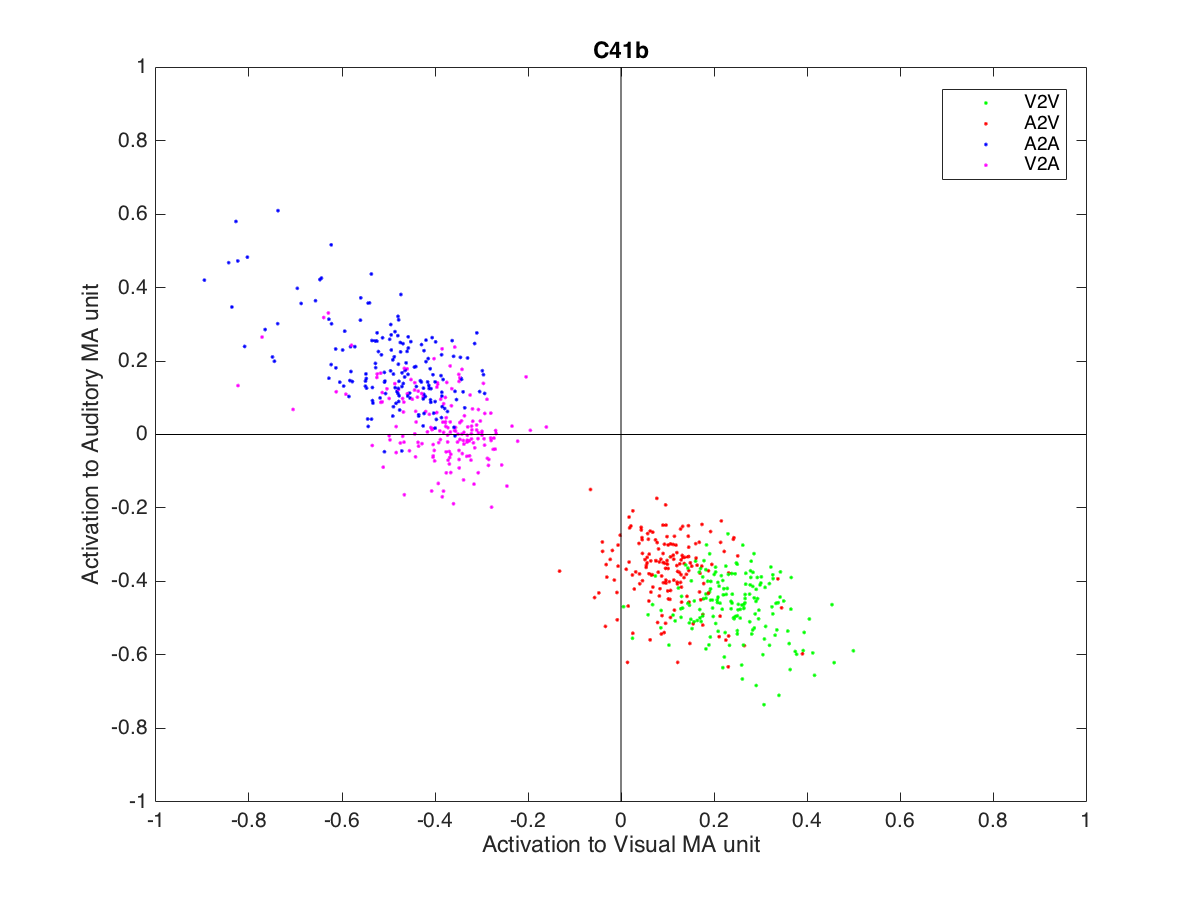 C41b
1
0.8
0.6
0.4
0.2
0
-0.2
-0.4
-0.6
-0.8
-1
Activation to Auditory MA unit
V2V
A2V
A2A
V2A
-1 -0.8 -0.6 -0.4 -0.2 0 0.2 0.4 0.6 0.8 1
Activation to Visual MA unit